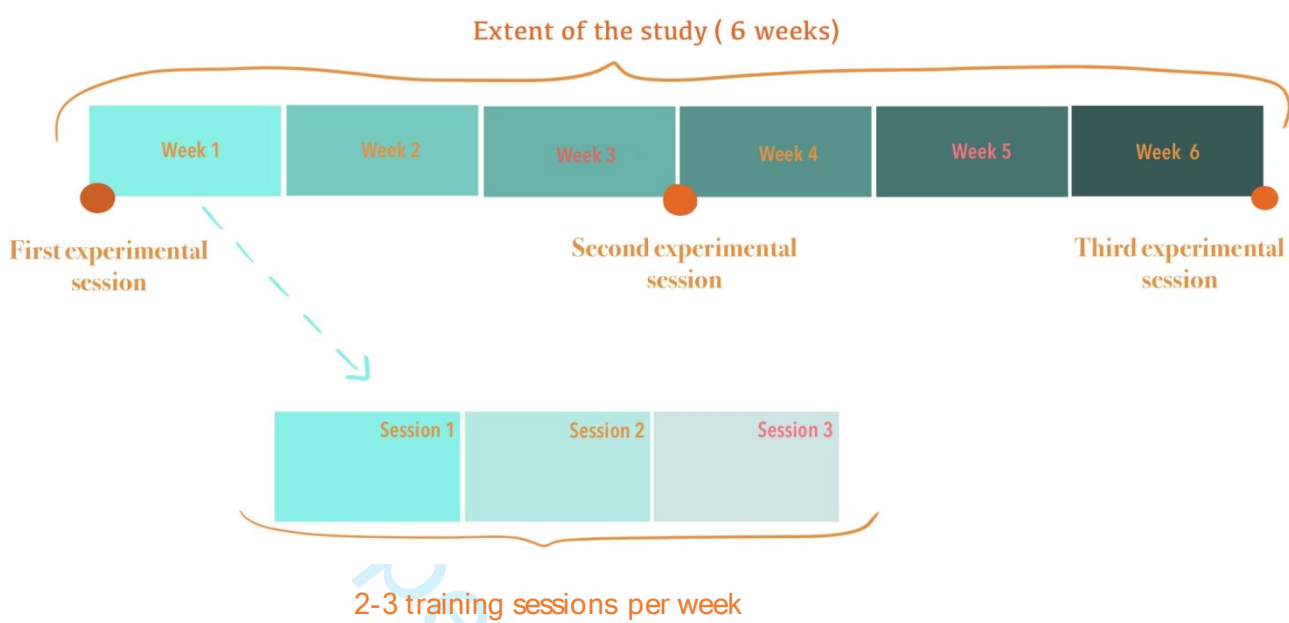 Extent of the study ( 6 weeks)
Week 1
Week 2
Week 3
Week 4
Week 5
Week 6
First experimental
session
Second experimental
session
Third experimental
session
Session 1
Session 2
Session 3
2-3 training sessions per week